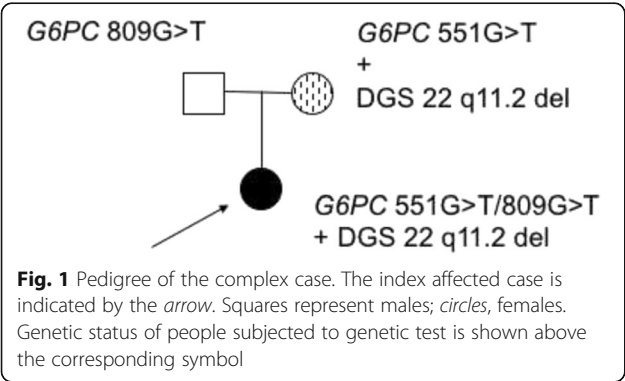 G6PC 809G>T
G6PC 551G>T
+
DGS 22 q11.2 del
G6PC 551G>T/809G>T
+ DGS 22 q11.2 del
Fig. 1 Pedigree of the complex case. The index affected case is
indicated by the arrow. Squares represent males; circles, females.
Genetic status of people subjected to genetic test is shown above
the corresponding symbol